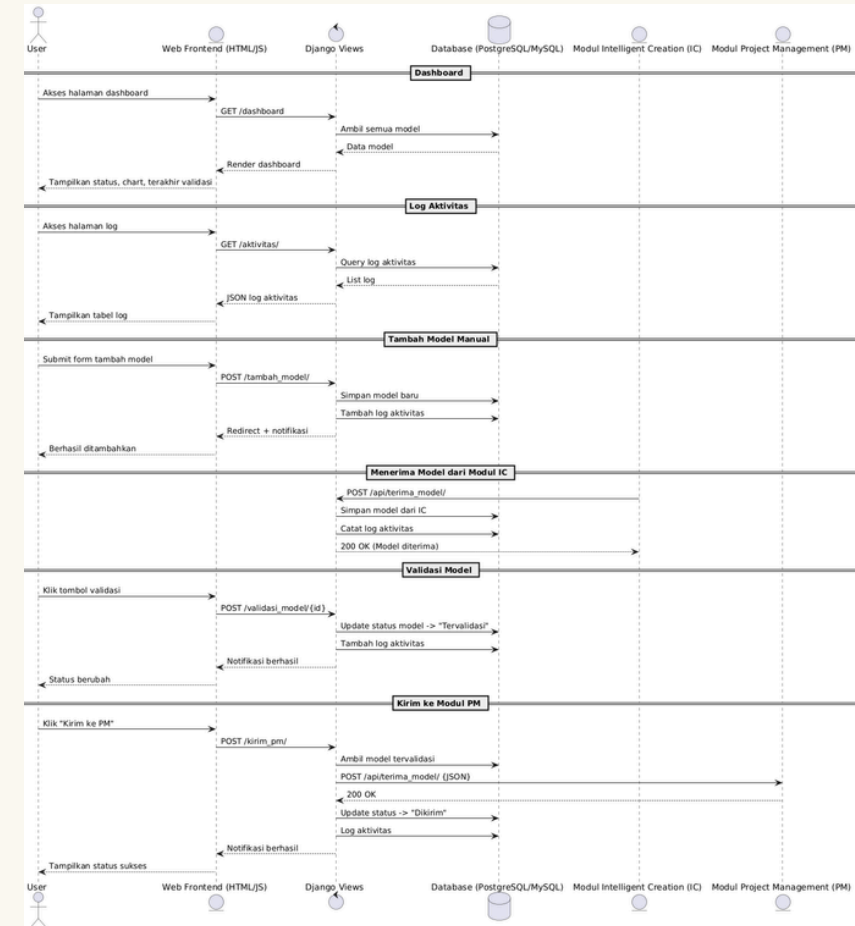 User
Web Frontend (HTML/JS)
Django Views
Database (PostgreSQL/MySQL)
Modul Intelligent Creation (IC)
Modul Project Management (PM)
Dashboard
Akses halaman dashboard
GET /dashboard
Ambil semua model
Data model
Render dashboard
Tampilkan status, chart, terakhir validasi
Log Aktivitas
Akses halaman log
GET /aktivitas/
Query log aktivitas
List log
JSON log aktivitas
Tampilkan tabel log
Tambah Model Manual
Submit form tambah model
POST /tambah_model/
Simpan model baru
Tambah log aktivitas
Redirect + notifikasi
Berhasil ditambahkan
Menerima Model dari Modul IC
POST /api/terima_model/
Simpan model dari IC
Catat log aktivitas
200 OK (Model diterima)
Validasi Model
Klik tombol validasi
POST /validasi_model/{id}
Update status model -> "Tervalidasi"
Tambah log aktivitas
Notifikasi berhasil
Status berubah
Kirim ke Modul PM
Klik "Kirim ke PM"
POST /kirim_pm/
Ambil model tervalidasi
POST /api/terima_model/ {JSON}
200 OK
Update status -> "Dikirim"
Log aktivitas
Notifikasi berhasil
Tampilkan status sukses
User
Web Frontend (HTML/JS)
Django Views
Database (PostgreSQL/MySQL)
Modul Intelligent Creation (IC)
Modul Project Management (PM)